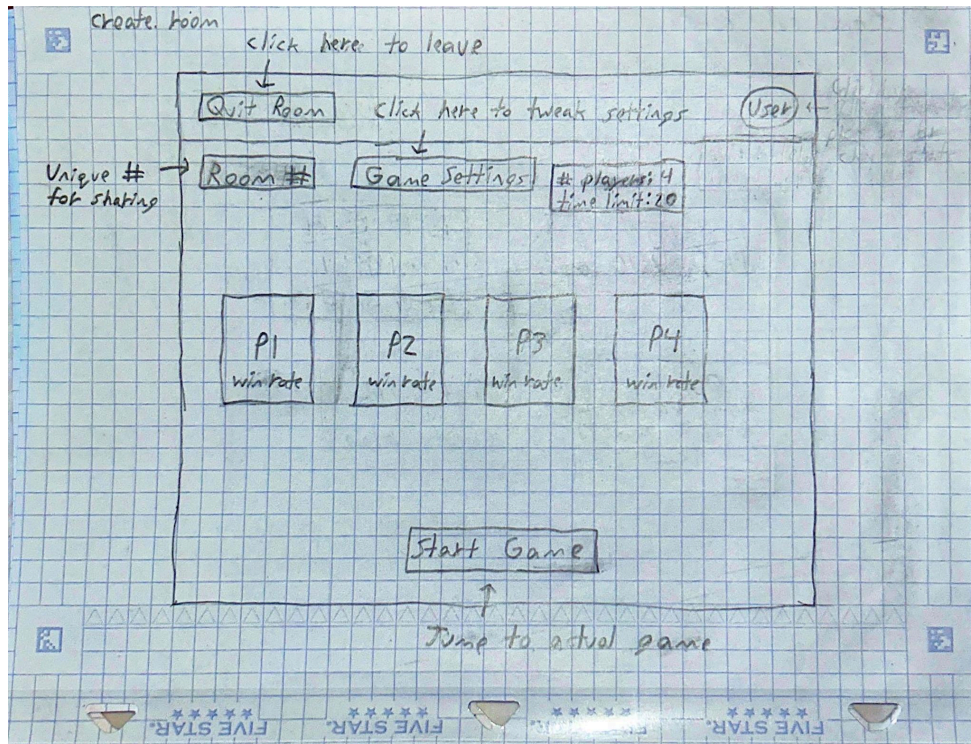 create room
click here to leave
Quit Room
click here to tweak settings
User
Unique #
for sharing
Room #
Game Settings
# players: 4
time limit: 20
P1
win rate
P2
win rate
P3
win rate
P4
win rate
Start Game
Jump to actual game
FIVE STAR.
FIVE STAR.
FIVE STAR.
FIVE STAR.